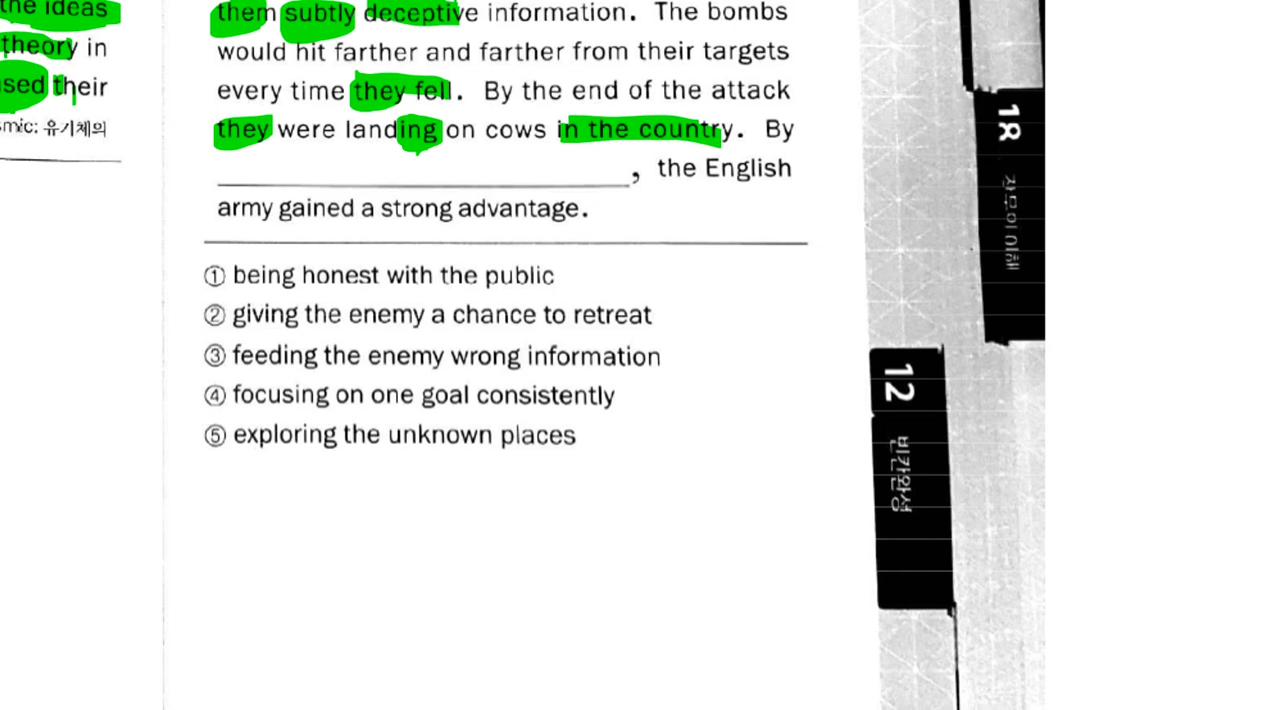 the ideas
theory in
sed their
smic: 유기체의
them subtly deceptive information. The bombs
would hit farther and farther from their targets
every time they fell. By the end of the attack
they were landing on cows in the country. By
____________________, the English
army gained a strong advantage.
① being honest with the public
② giving the enemy a chance to retreat
③ feeding the enemy wrong information
④ focusing on one goal consistently
⑤ exploring the unknown places
18
12
빈칸완성